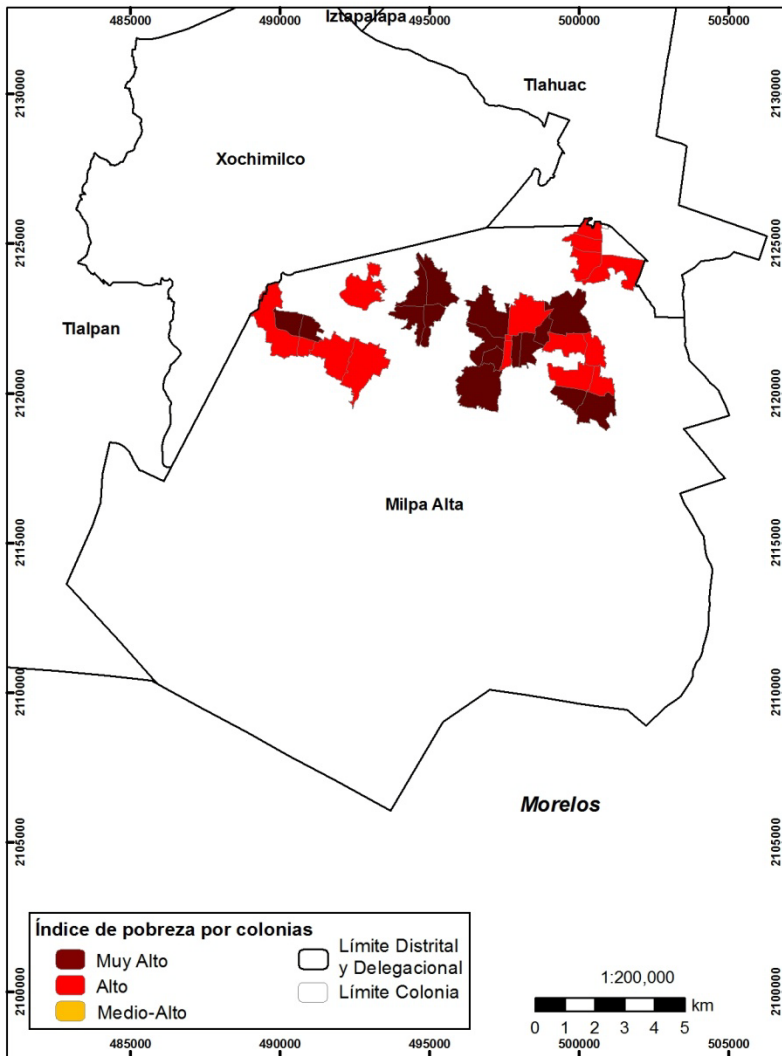 485000 490000 495000 500000 505000
Iztapalapa
2130000 Tlahuac 2130000
Xochimilco
2125000 2125000
Tlalpan
2120000 2120000
Milpa Alta
2115000 2115000
2110000 2110000
Morelos
2105000 2105000
Índice de pobreza por colonias
Muy Alto
Alto
Medio-Alto
Límite Distrital
y Delegacional
Límite Colonia
1:200,000
km
0 1 2 3 4 5
2100000 2100000
485000 490000 495000 500000 505000